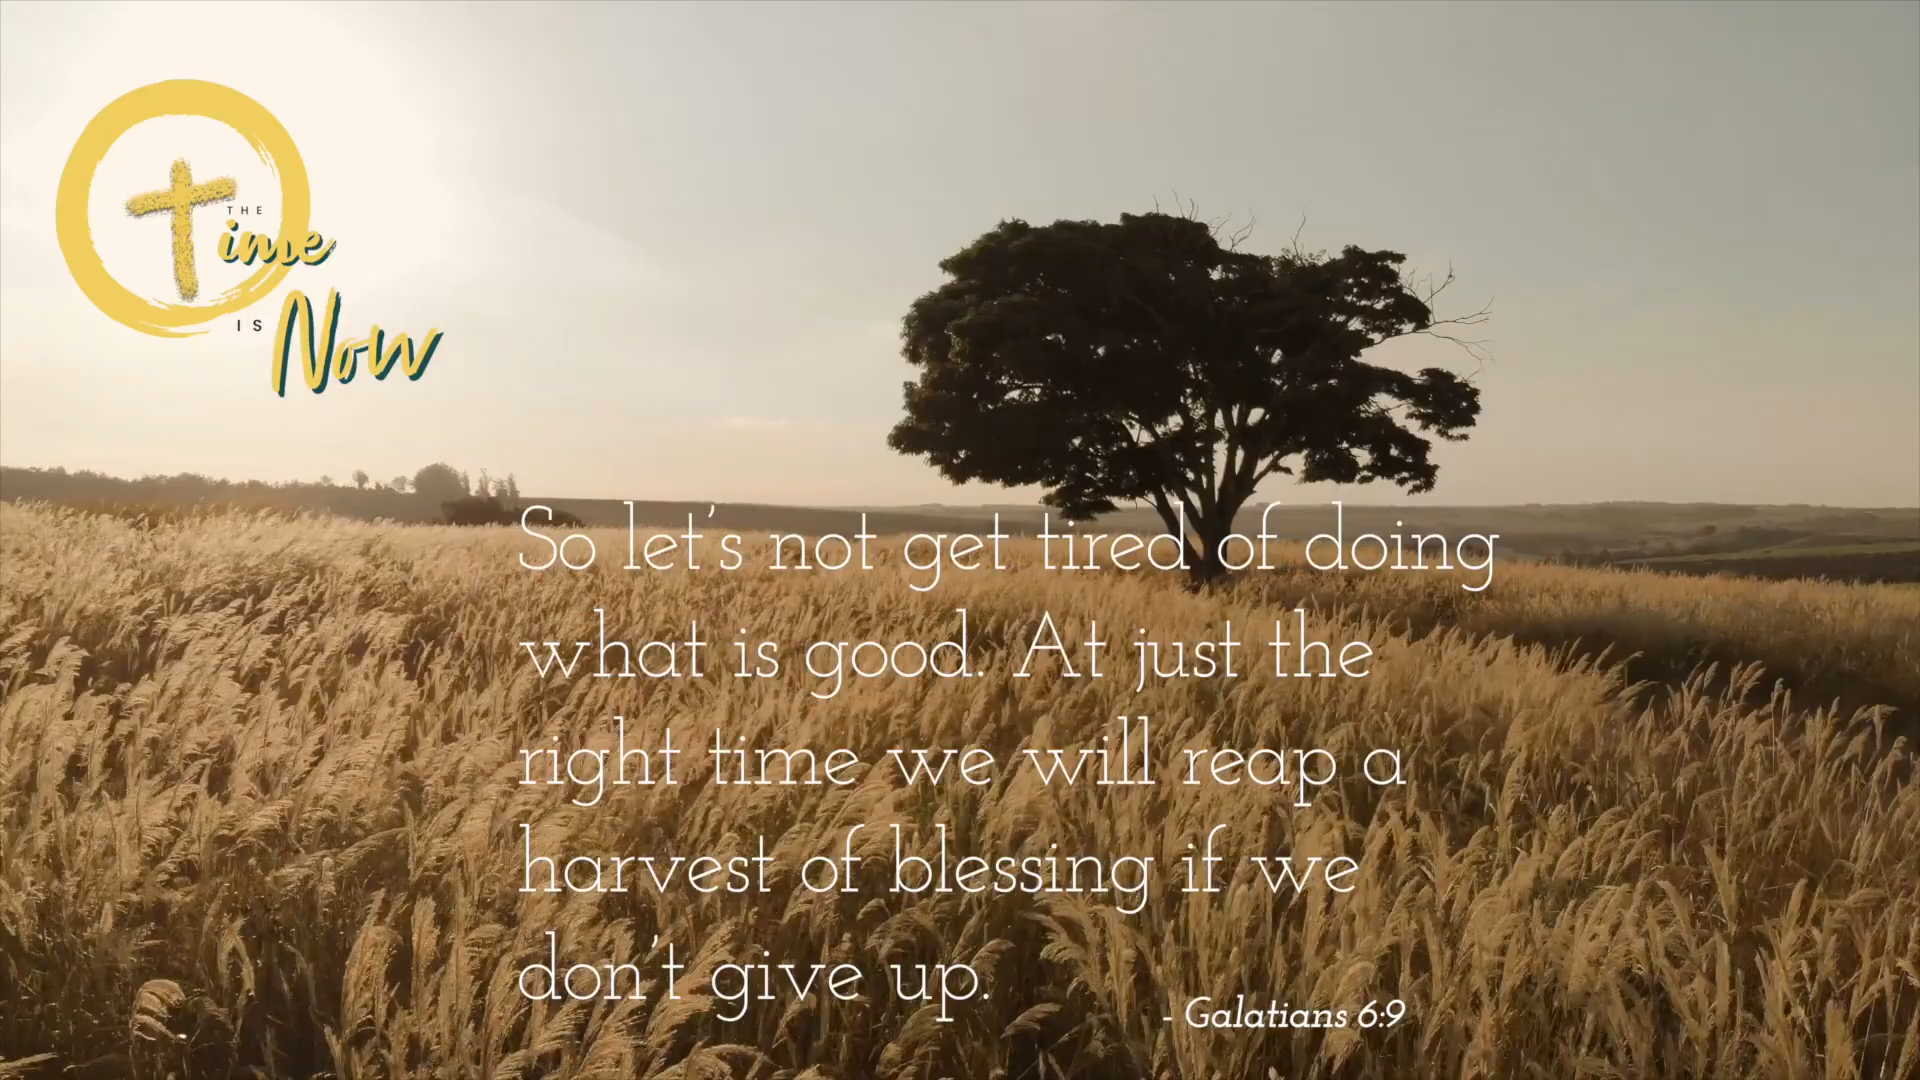 THE
Time
IS
Now
So let's not get tired of doing
what is good. At just the
right time we will reap a
harvest of blessing if we
don't give up.
- Galatians 6:9